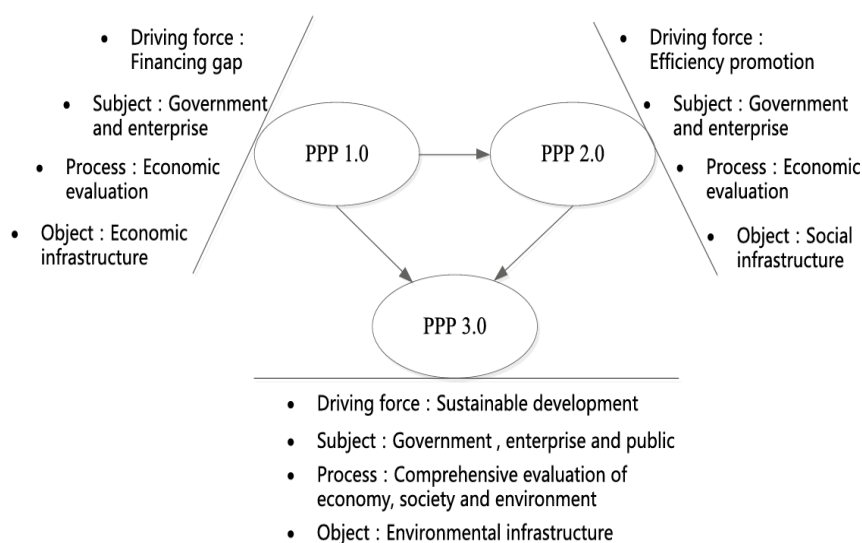 • Driving force : Financing gap
• Subject : Government
and enterprise
• Process : Economic
evaluation
• Object : Economic
infrastructure
PPP 1.0
PPP 2.0
• Driving force :
Efficiency promotion
• Subject : Government
and enterprise
• Process : Economic
evaluation
• Object : Social
infrastructure
PPP 3.0
• Driving force : Sustainable development
• Subject : Government , enterprise and public
• Process : Comprehensive evaluation of
economy, society and environment
• Object : Environmental infrastructure